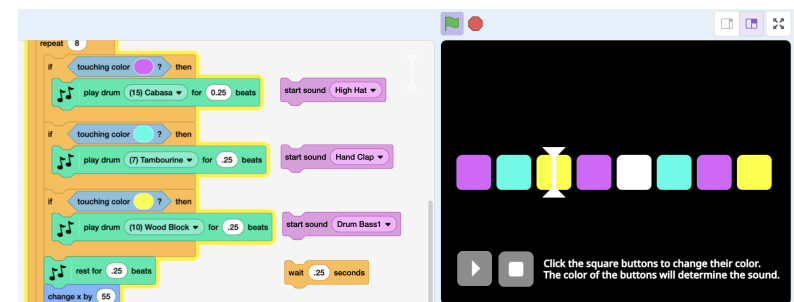 repeat 8
if touching color ? then
play drum (15) Cabasa for 0.25 beats
start sound High Hat
if touching color ? then
play drum (7) Tambourine for .25 beats
start sound Hand Clap
if touching color ? then
play drum (10) Wood Block for .25 beats
start sound Drum Bass1
rest for .25 beats
wait .25 seconds
change x by 55
Click the square buttons to change their color.
The color of the buttons will determine the sound.